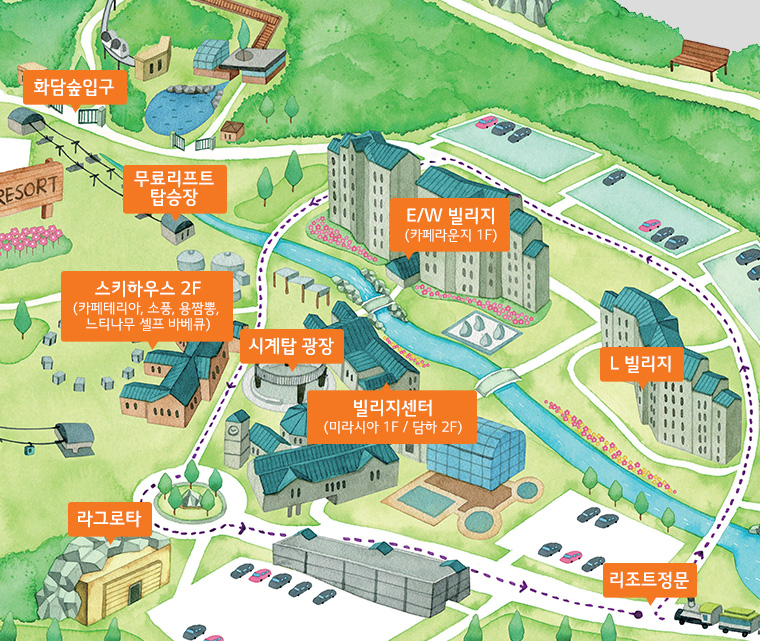 화담숲입구
무료리프트
탑승장
RESORT
E/W 빌리지
(카페라운지 1F)
스키하우스 2F
(카페테리아, 소풍, 용짬뽕,
느티나무 셀프 바베큐)
시계탑 광장
L 빌리지
빌리지센터
(미라시아 1F / 담하 2F)
라그로타
리조트정문